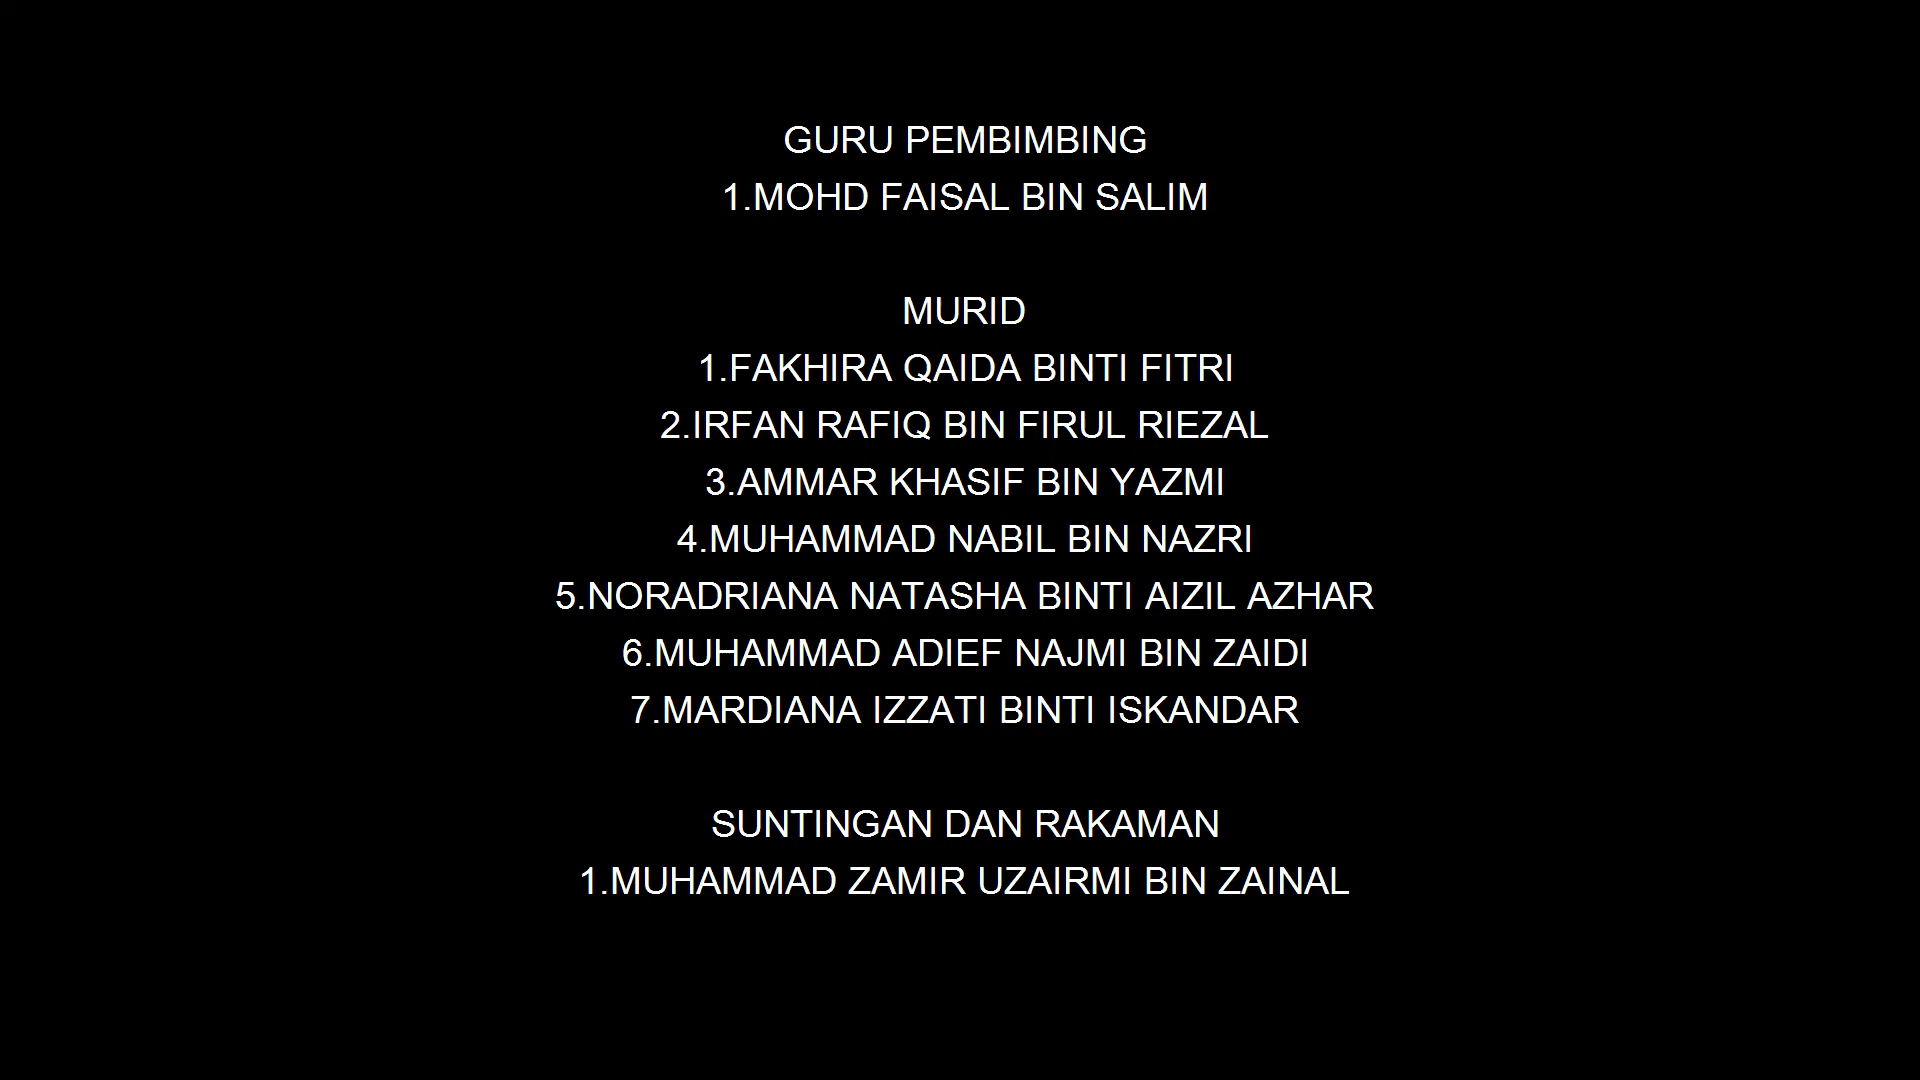 GURU PEMBIMBING
1.MOHD FAISAL BIN SALIM
MURID
1.FAKHIRA QAIDA BINTI FITRI
2.IRFAN RAFIQ BIN FIRUL RIEZAL
3.AMMAR KHASIF BIN YAZMI
4.MUHAMMAD NABIL BIN NAZRI
5.NORADRIANA NATASHA BINTI AIZIL AZHAR
6.MUHAMMAD ADIEF NAJMI BIN ZAIDI
7.MARDIANA IZZATI BINTI ISKANDAR
SUNTINGAN DAN RAKAMAN
1.MUHAMMAD ZAMIR UZAIRMI BIN ZAINAL